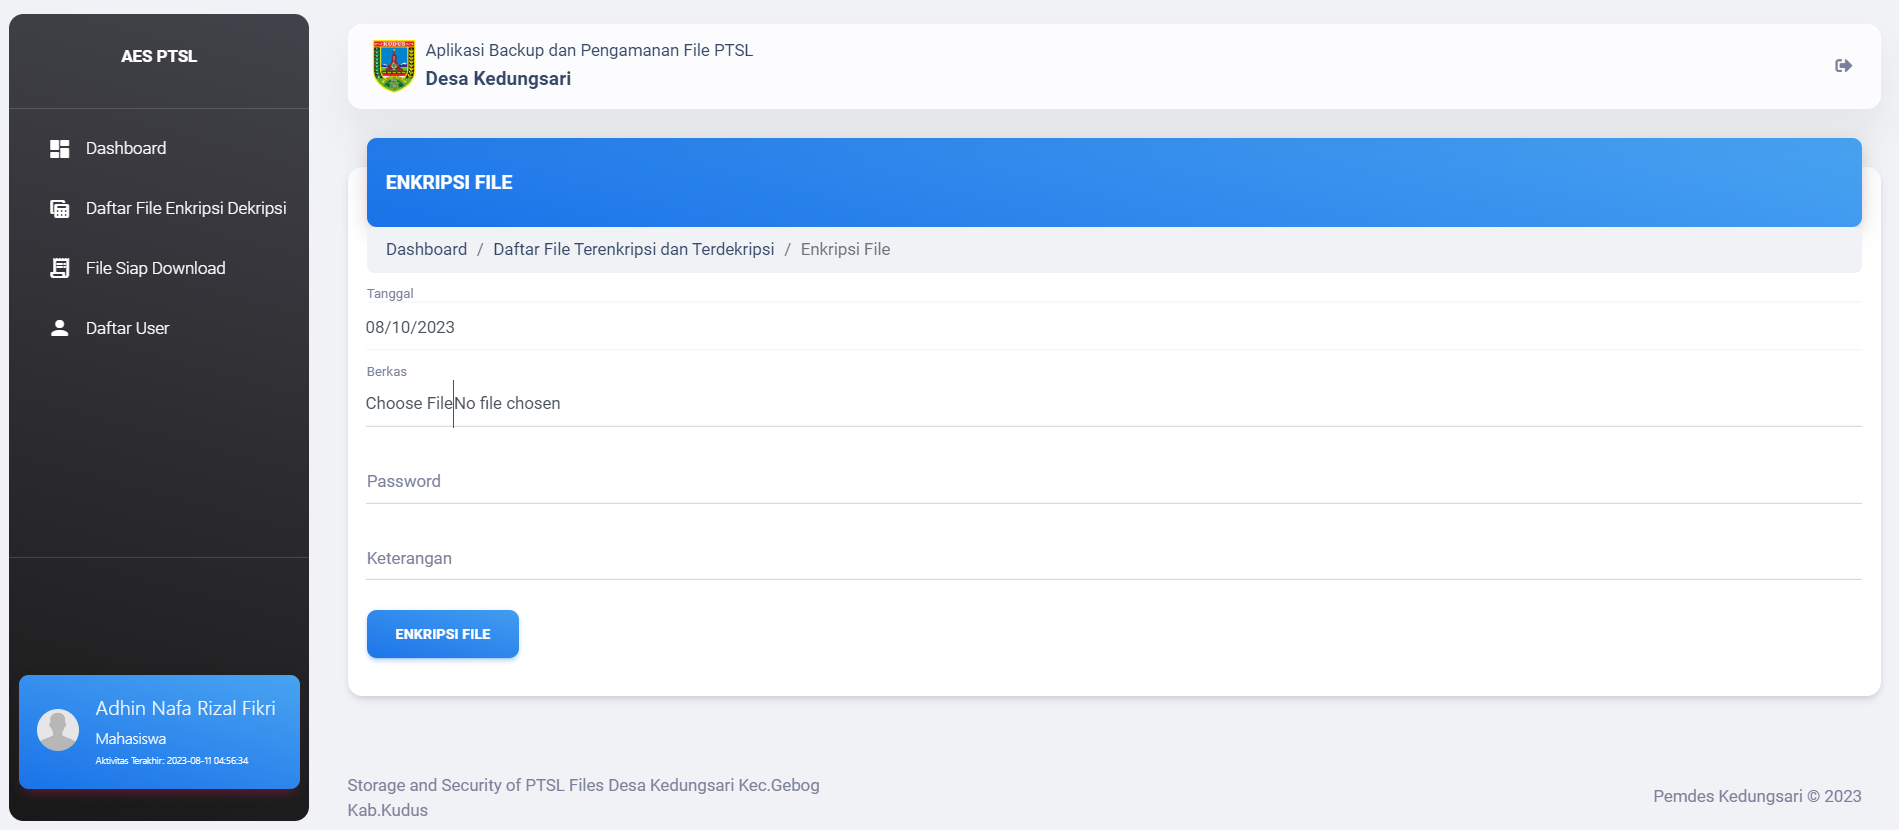 AES PTSL
Dashboard
Daftar File Enkripsi Dekripsi
File Siap Download
Daftar User
Adhin Nafa Rizal Fikri
Mahasiswa
Aktivitas Terakhir: 2023-08-11 04:56:34
KUDUS
Aplikasi Backup dan Pengamanan File PTSL
Desa Kedungsari
ENKRIPSI FILE
Dashboard / Daftar File Terenkripsi dan Terdekripsi / Enkripsi File
Tanggal
08/10/2023
Berkas
Choose File No file chosen
Password
Keterangan
ENKRIPSI FILE
Storage and Security of PTSL Files Desa Kedungsari Kec.Gebog
Kab.Kudus
Pemdes Kedungsari © 2023